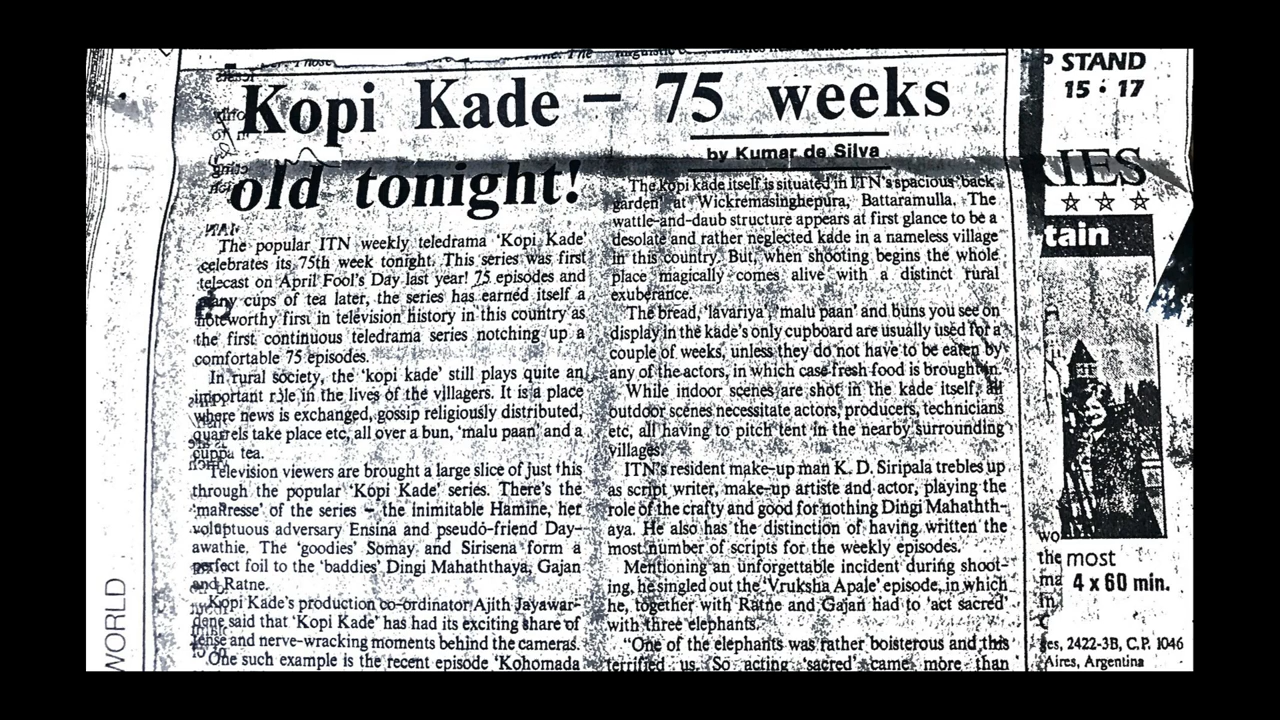 Kopi Kade – 75 weeks
old tonight!
by Kumar de Silva
The popular ITN weekly teledrama 'Kopi Kade'
celebrates its 75th week tonight. This series was first
telecast on April Fool's Day last year! 75 episodes and
many cups of tea later, the series has earned itself a
noteworthy first in television history in this country as
the first continuous teledrama series notching up a
comfortable 75 episodes.
In rural society, the 'kopi kade' still plays quite an
important role in the lives of the villagers. It is a place
where news is exchanged, gossip religiously distributed,
quarrels take place etc, all over a bun, 'malu paan' and a
cuppa tea.
Television viewers are brought a large slice of just this
through the popular 'Kopi Kade' series. There's the
of the series – the inimitable Hamine, her
voluptuous adversary Ensina and pseudo-friend Day-
awathie. The 'goodies' Somay and Sirisena form a
perfect foil to the 'baddies' Dingi Mahaththaya, Gajan
and Ratne.
Kopi Kade's production co-ordinator Ajith Jayawar-
dene said that 'Kopi Kade' has had its exciting share of
tense and nerve-wracking moments behind the cameras.
One such example is the recent episode 'Kohomada
The kopi kade itself is situated in ITN's spacious back
garden at Wickremasinghepura, Battaramulla. The
wattle-and-daub structure appears at first glance to be a
desolate and rather neglected kade in a nameless village
in this country. But, when shooting begins the whole
place magically comes alive with a distinct rural
exuberance.
The bread, 'lavariya', 'malu paan' and buns you see on
display in the kade's only cupboard are usually used for a
couple of weeks, unless they do not have to be eaten by
any of the actors, in which case fresh food is brought in.
While indoor scenes are shot in the kade itself, all
outdoor scenes necessitate actors, producers, technicians
etc, all having to pitch tent in the nearby surrounding
villages.
ITN's resident make-up man K. D. Siripala trebles up
as script writer, make-up artiste and actor, playing the
role of the crafty and good for nothing Dingi Mahathth-
aya. He also has the distinction of having written the
most number of scripts for the weekly episodes.
Mentioning an unforgettable incident during shoot-
ing, he singled out the 'Vruksha Apale' episode, in which
he, together with Ratne and Gajan had to 'act sacred'
with three elephants.
"One of the elephants was rather boisterous and this
terrified us. So acting 'sacred' came more than
P STAND
15 • 17
RIES
tain
the most
4 x 60 min.
2422-3B, C.P. 1046
Aires, Argentina
WORLD